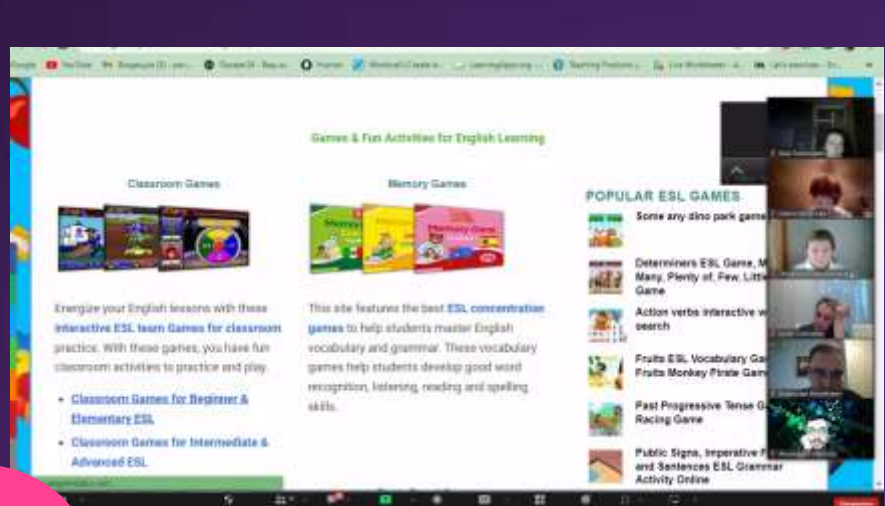 YouTube
Games & Fun Activities for English Learning
Classroom Games
Energize your English lessons with these
interactive ESL team Games for classroom
practice. With these games, you have fun
classroom activities to practice and play.
• Classroom Games for Beginner &
Elementary ESL
• Classroom Games for Intermediate &
Advanced ESL
Memory Games
This site features the best ESL concentration
games to help students master English
vocabulary and grammar. These vocabulary
games help students develop good word
recognition, listening, reading and spelling
skills.
POPULAR ESL GAMES
Some any dino park game
Determiners ESL Game, M
Many, Plenty of, Few, Little
Game
Action verbs interactive w
search
Fruits ESL Vocabulary Ga
Fruits Monkey Pirate Gam
Past Progressive Tense G
Racing Game
Public Signs, Imperative F
and Sentences ESL Grammar
Activity Online